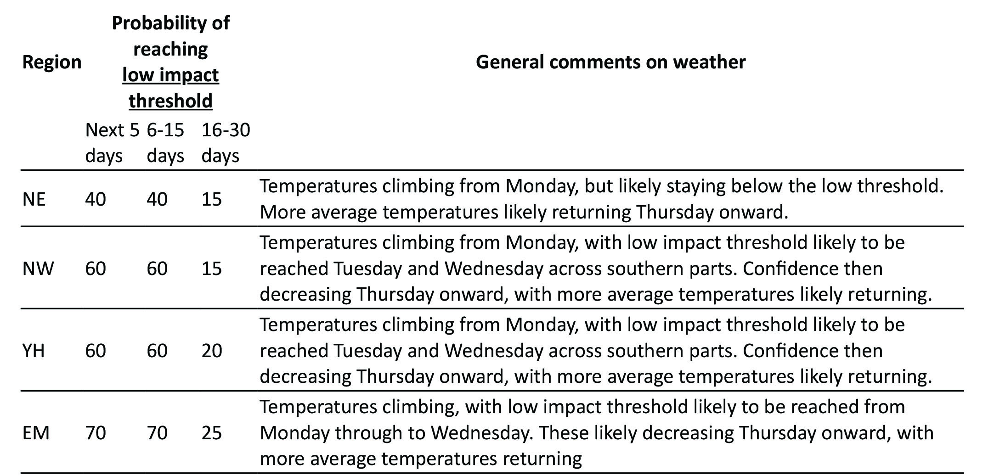 Probability of
reaching
Region
General comments on weather
low impact
threshold
Next 5 6-15 16-30
days days days
NE 40 40 15
Temperatures climbing from Monday, but likely staying below the low threshold.
More average temperatures likely returning Thursday onward.
NW 60 60 15
Temperatures climbing from Monday, with low impact threshold likely to be
reached Tuesday and Wednesday across southern parts. Confidence then
decreasing Thursday onward, with more average temperatures likely returning.
YH 60 60 20
Temperatures climbing from Monday, with low impact threshold likely to be
reached Tuesday and Wednesday across southern parts. Confidence then
decreasing Thursday onward, with more average temperatures likely returning.
EM 70 70 25
Temperatures climbing, with low impact threshold likely to be reached from
Monday through to Wednesday. These likely decreasing Thursday onward, with
more average temperatures returning